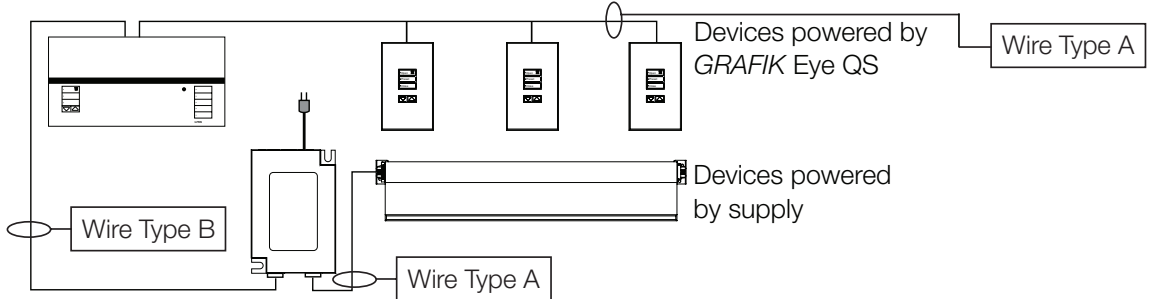 Devices powered by
GRAFIK Eye QS
Wire Type A
Devices powered
by supply
Wire Type B
Wire Type A